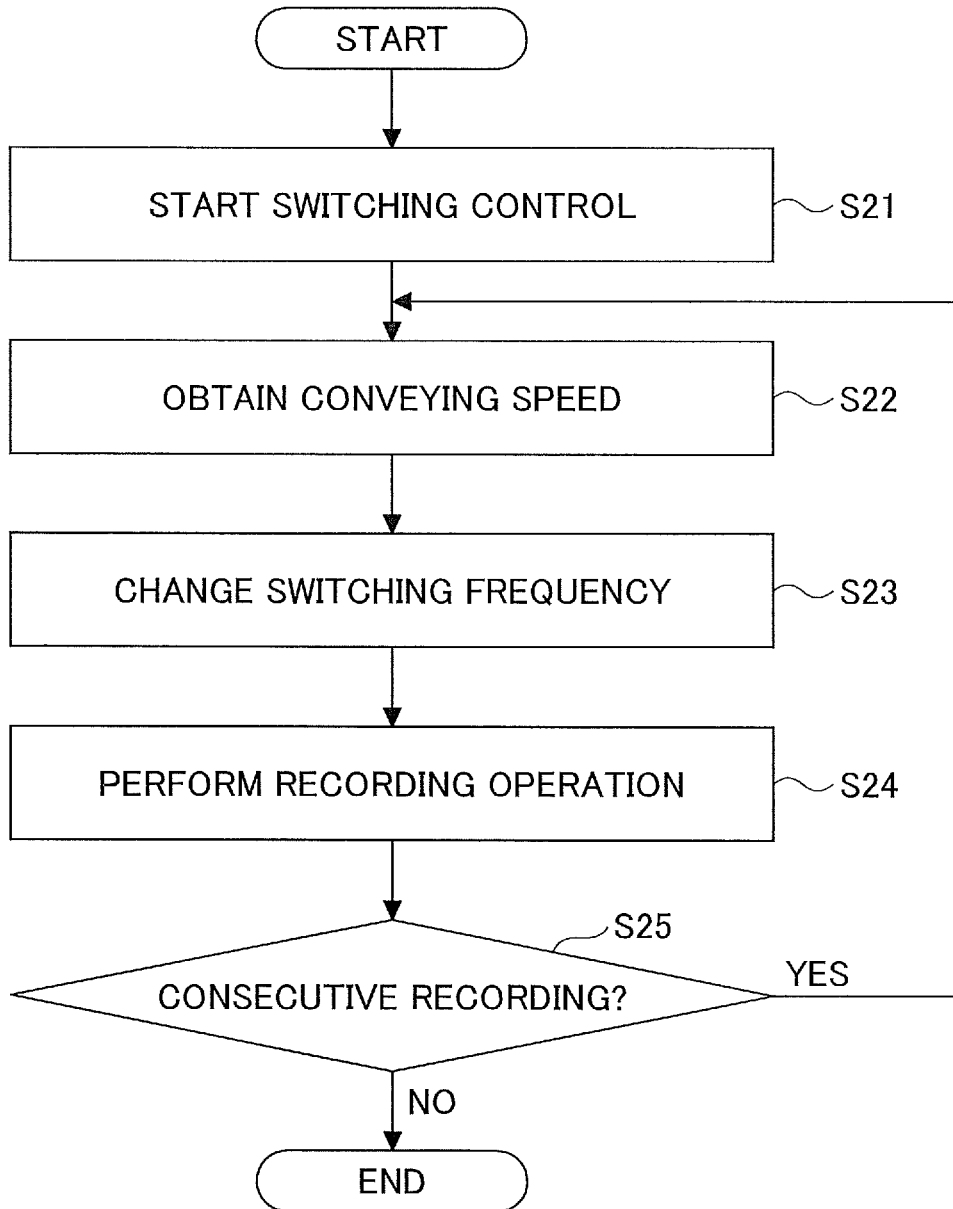 START
START SWITCHING CONTROL
S21
OBTAIN CONVEYING SPEED
S22
CHANGE SWITCHING FREQUENCY
S23
PERFORM RECORDING OPERATION
S24
S25
CONSECUTIVE RECORDING?
YES
NO
END